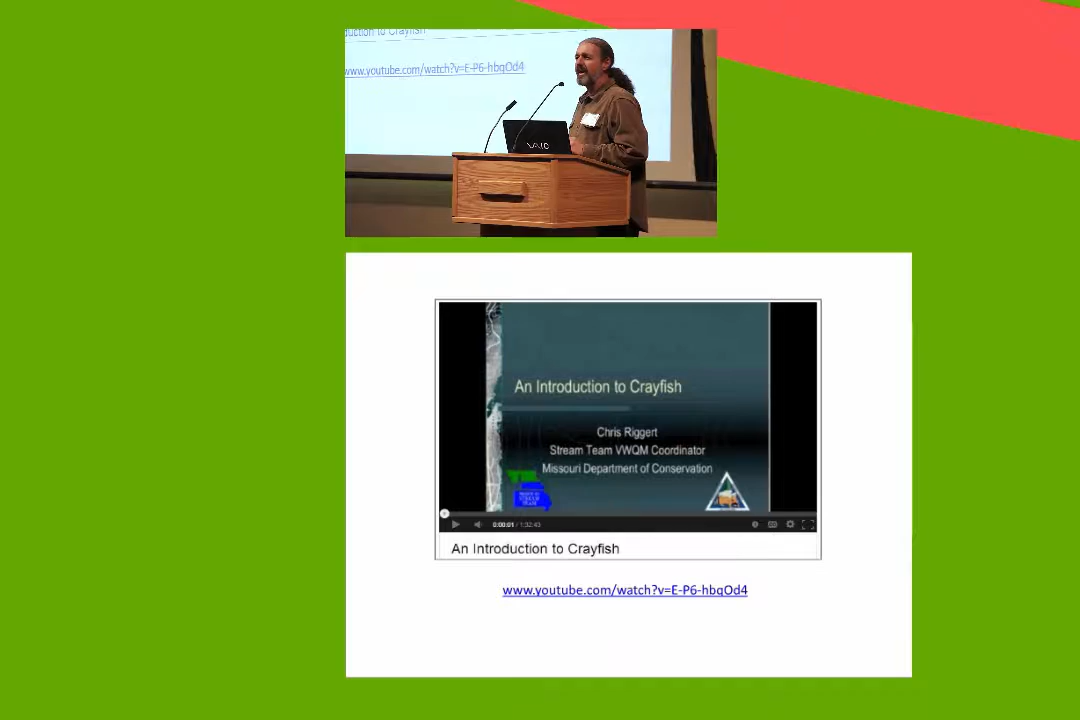 duction to Crayfish
www.youtube.com/watch?v=E-P6-hbqOd4
VAIO
An Introduction to Crayfish
Chris Riggert
Stream Team VWQM Coordinator
Missouri Department of Conservation
0:00:01 / 1:32:43
An Introduction to Crayfish
www.youtube.com/watch?v=E-P6-hbqOd4